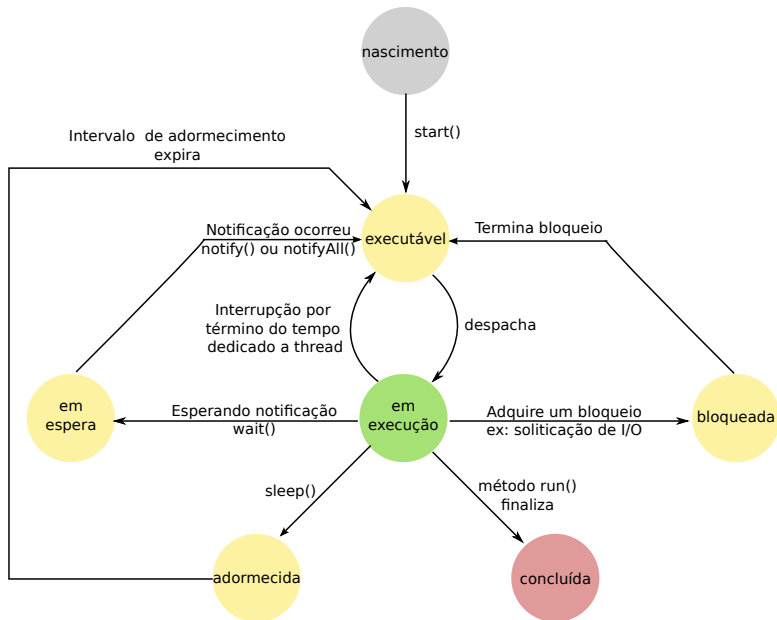 nascimento
start()
Intervalo de adormecimento
expira
Notificação ocorreu
notify() ou notifyAll()
executável
Termina bloqueio
Interrupção por
término do tempo
dedicado a thread
despacha
em
espera
Esperando notificação
wait()
em
execução
Adquire um bloqueio
ex: soliticação de I/O
bloqueada
sleep()
método run()
finaliza
adormecida
concluída